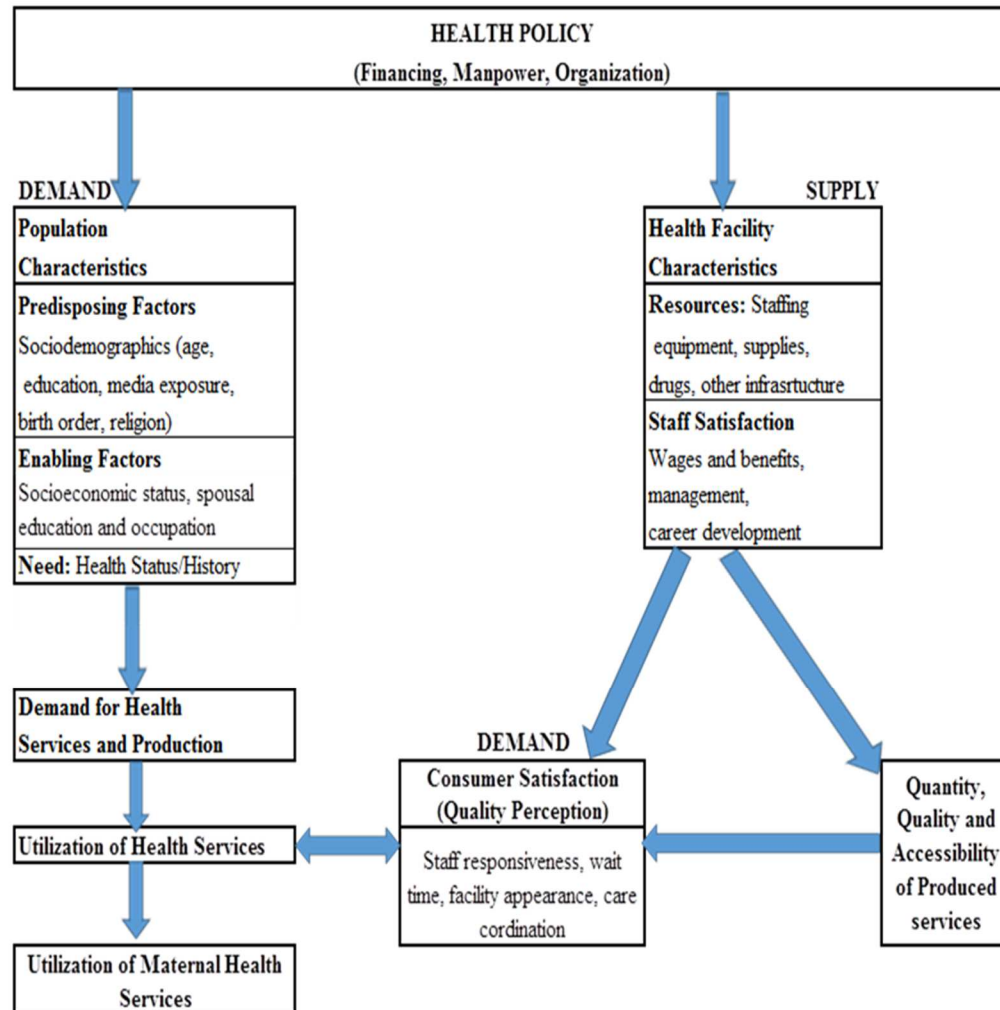 HEALTH POLICY
(Financing, Manpower, Organization)
DEMAND
Population
Characteristics
Predisposing Factors
Sociodemographics (age,
education, media exposure,
birth order, religion)
Enabling Factors
Socioeconomic status, spousal
education and occupation
Need: Health Status/History
Demand for Health
Services and Production
Utilization of Health Services
Utilization of Maternal Health
Services
SUPPLY
Health Facility
Characteristics
Resources: Staffing
equipment, supplies,
drugs, other infrasrtucture
Staff Satisfaction
Wages and benefits,
management,
career development
DEMAND
Consumer Satisfaction
(Quality Perception)
Staff responsiveness, wait
time, facility appearance, care
cordination
Quantity,
Quality and
Accessibility
of Produced
services